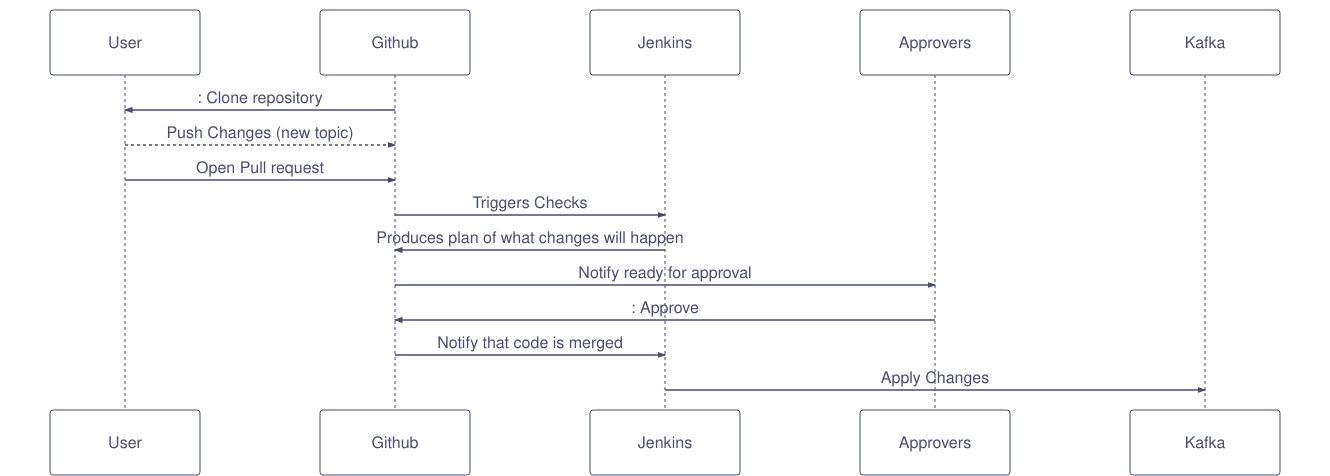 User
Github
Jenkins
Approvers
Kafka
: Clone repository
Push Changes (new topic)
Open Pull request
Triggers Checks
Produces plan of what changes will happen
Notify ready for approval
: Approve
Notify that code is merged
Apply Changes
User
Github
Jenkins
Approvers
Kafka